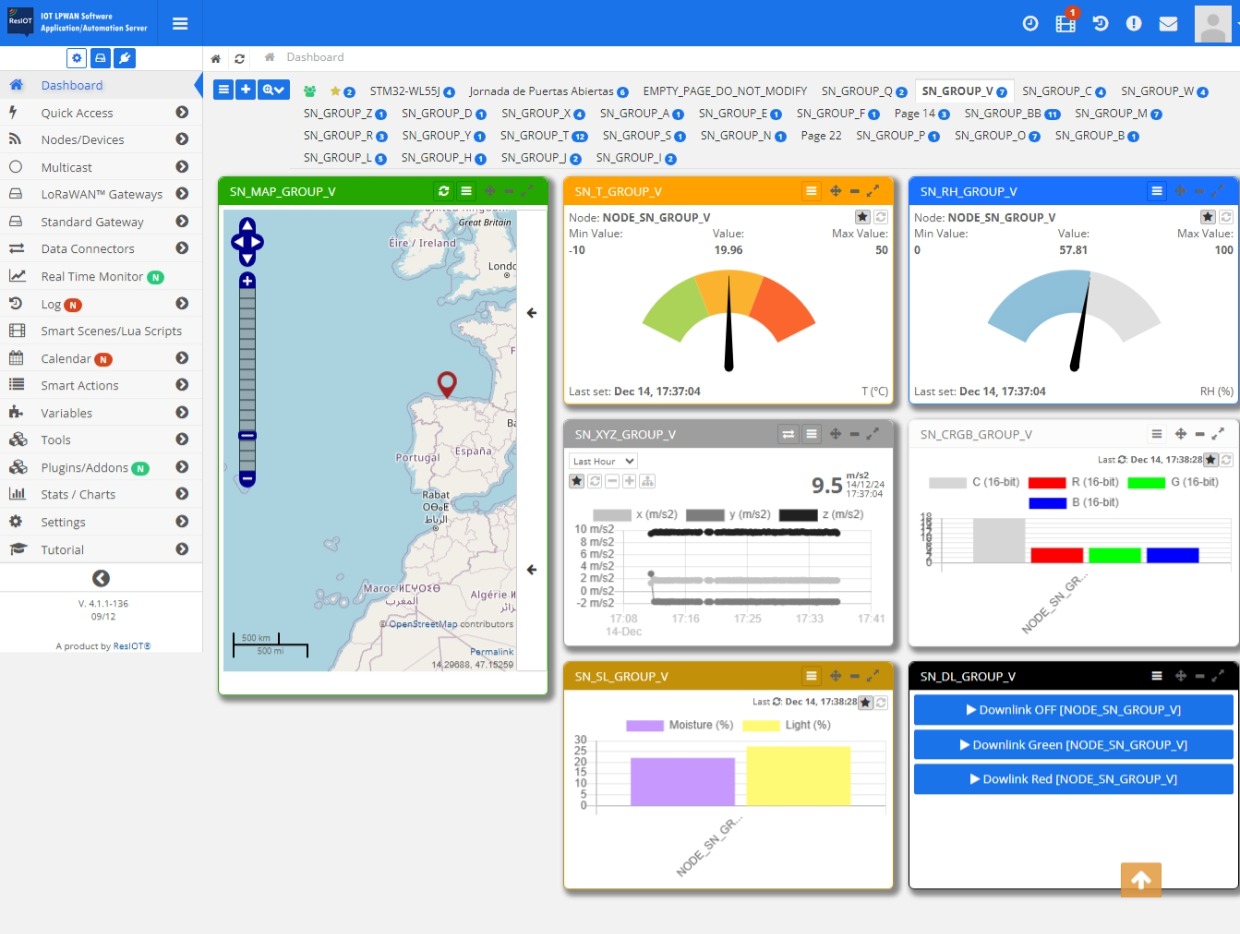 ResIOT
IOT LPWAN Software
Application/Automation Server
1
Dashboard
Quick Access
Nodes/Devices
Multicast
LoRaWAN™ Gateways
Standard Gateway
Data Connectors
Real Time Monitor N
Log N
Smart Scenes/Lua Scripts
Calendar N
Smart Actions
Variables
Tools
Plugins/Addons N
Stats / Charts
Settings
Tutorial
V. 4.1.1-136
09/12
A product by ResIOT®
Dashboard
2 STM32-WL55J 4 Jornada de Puertas Abiertas 6 EMPTY_PAGE_DO_NOT_MODIFY SN_GROUP_Q 2 SN_GROUP_V 7 SN_GROUP_C 4 SN_GROUP_W 4
SN_GROUP_Z 1 SN_GROUP_D 1 SN_GROUP_X 4 SN_GROUP_A 1 SN_GROUP_E 1 SN_GROUP_F 1 Page 14 3 SN_GROUP_BB 11 SN_GROUP_M 7
SN_GROUP_R 3 SN_GROUP_Y 1 SN_GROUP_T 12 SN_GROUP_S 1 SN_GROUP_N 1 Page 22 SN_GROUP_P 1 SN_GROUP_O 7 SN_GROUP_B 1
SN_GROUP_L 5 SN_GROUP_H 1 SN_GROUP_J 2 SN_GROUP_I 2
SN_MAP_GROUP_V
Great Britain
Éire / Ireland
Londo
Portugal
España
Rabat
ⵔⴱⴰⵟ
الرباط
Maroc ⵍⵎⵖⵔⵉⴱ
المغرب
Algérie
© OpenStreetMap contributors
500 km
500 mi
Permalink
14.29688, 47.15259
SN_T_GROUP_V
Node: NODE_SN_GROUP_V
Min Value: Value: Max Value:
-10 19.96 50
Last set: Dec 14, 17:37:04 T (°C)
SN_RH_GROUP_V
Node: NODE_SN_GROUP_V
Min Value: Value: Max Value:
0 57.81 100
Last set: Dec 14, 17:37:04 RH (%)
SN_XYZ_GROUP_V
Last Hour
9.5 m/s2
14/12/24
17:37:04
x (m/s2) y (m/s2) z (m/s2)
10 m/s2
8 m/s2
6 m/s2
4 m/s2
2 m/s2
0 m/s2
-2 m/s2
17:08 17:16 17:25 17:33 17:41
14-Dec
SN_CRGB_GROUP_V
Last : Dec 14, 17:38:28
C (16-bit) R (16-bit) G (16-bit)
B (16-bit)
18
0
NODE_SN_GR...
SN_SL_GROUP_V
Last : Dec 14, 17:38:28
Moisture (%) Light (%)
30
25
20
15
10
5
0
NODE_SN_GR...
SN_DL_GROUP_V
Downlink OFF [NODE_SN_GROUP_V]
Downlink Green [NODE_SN_GROUP_V]
Dowlink Red [NODE_SN_GROUP_V]